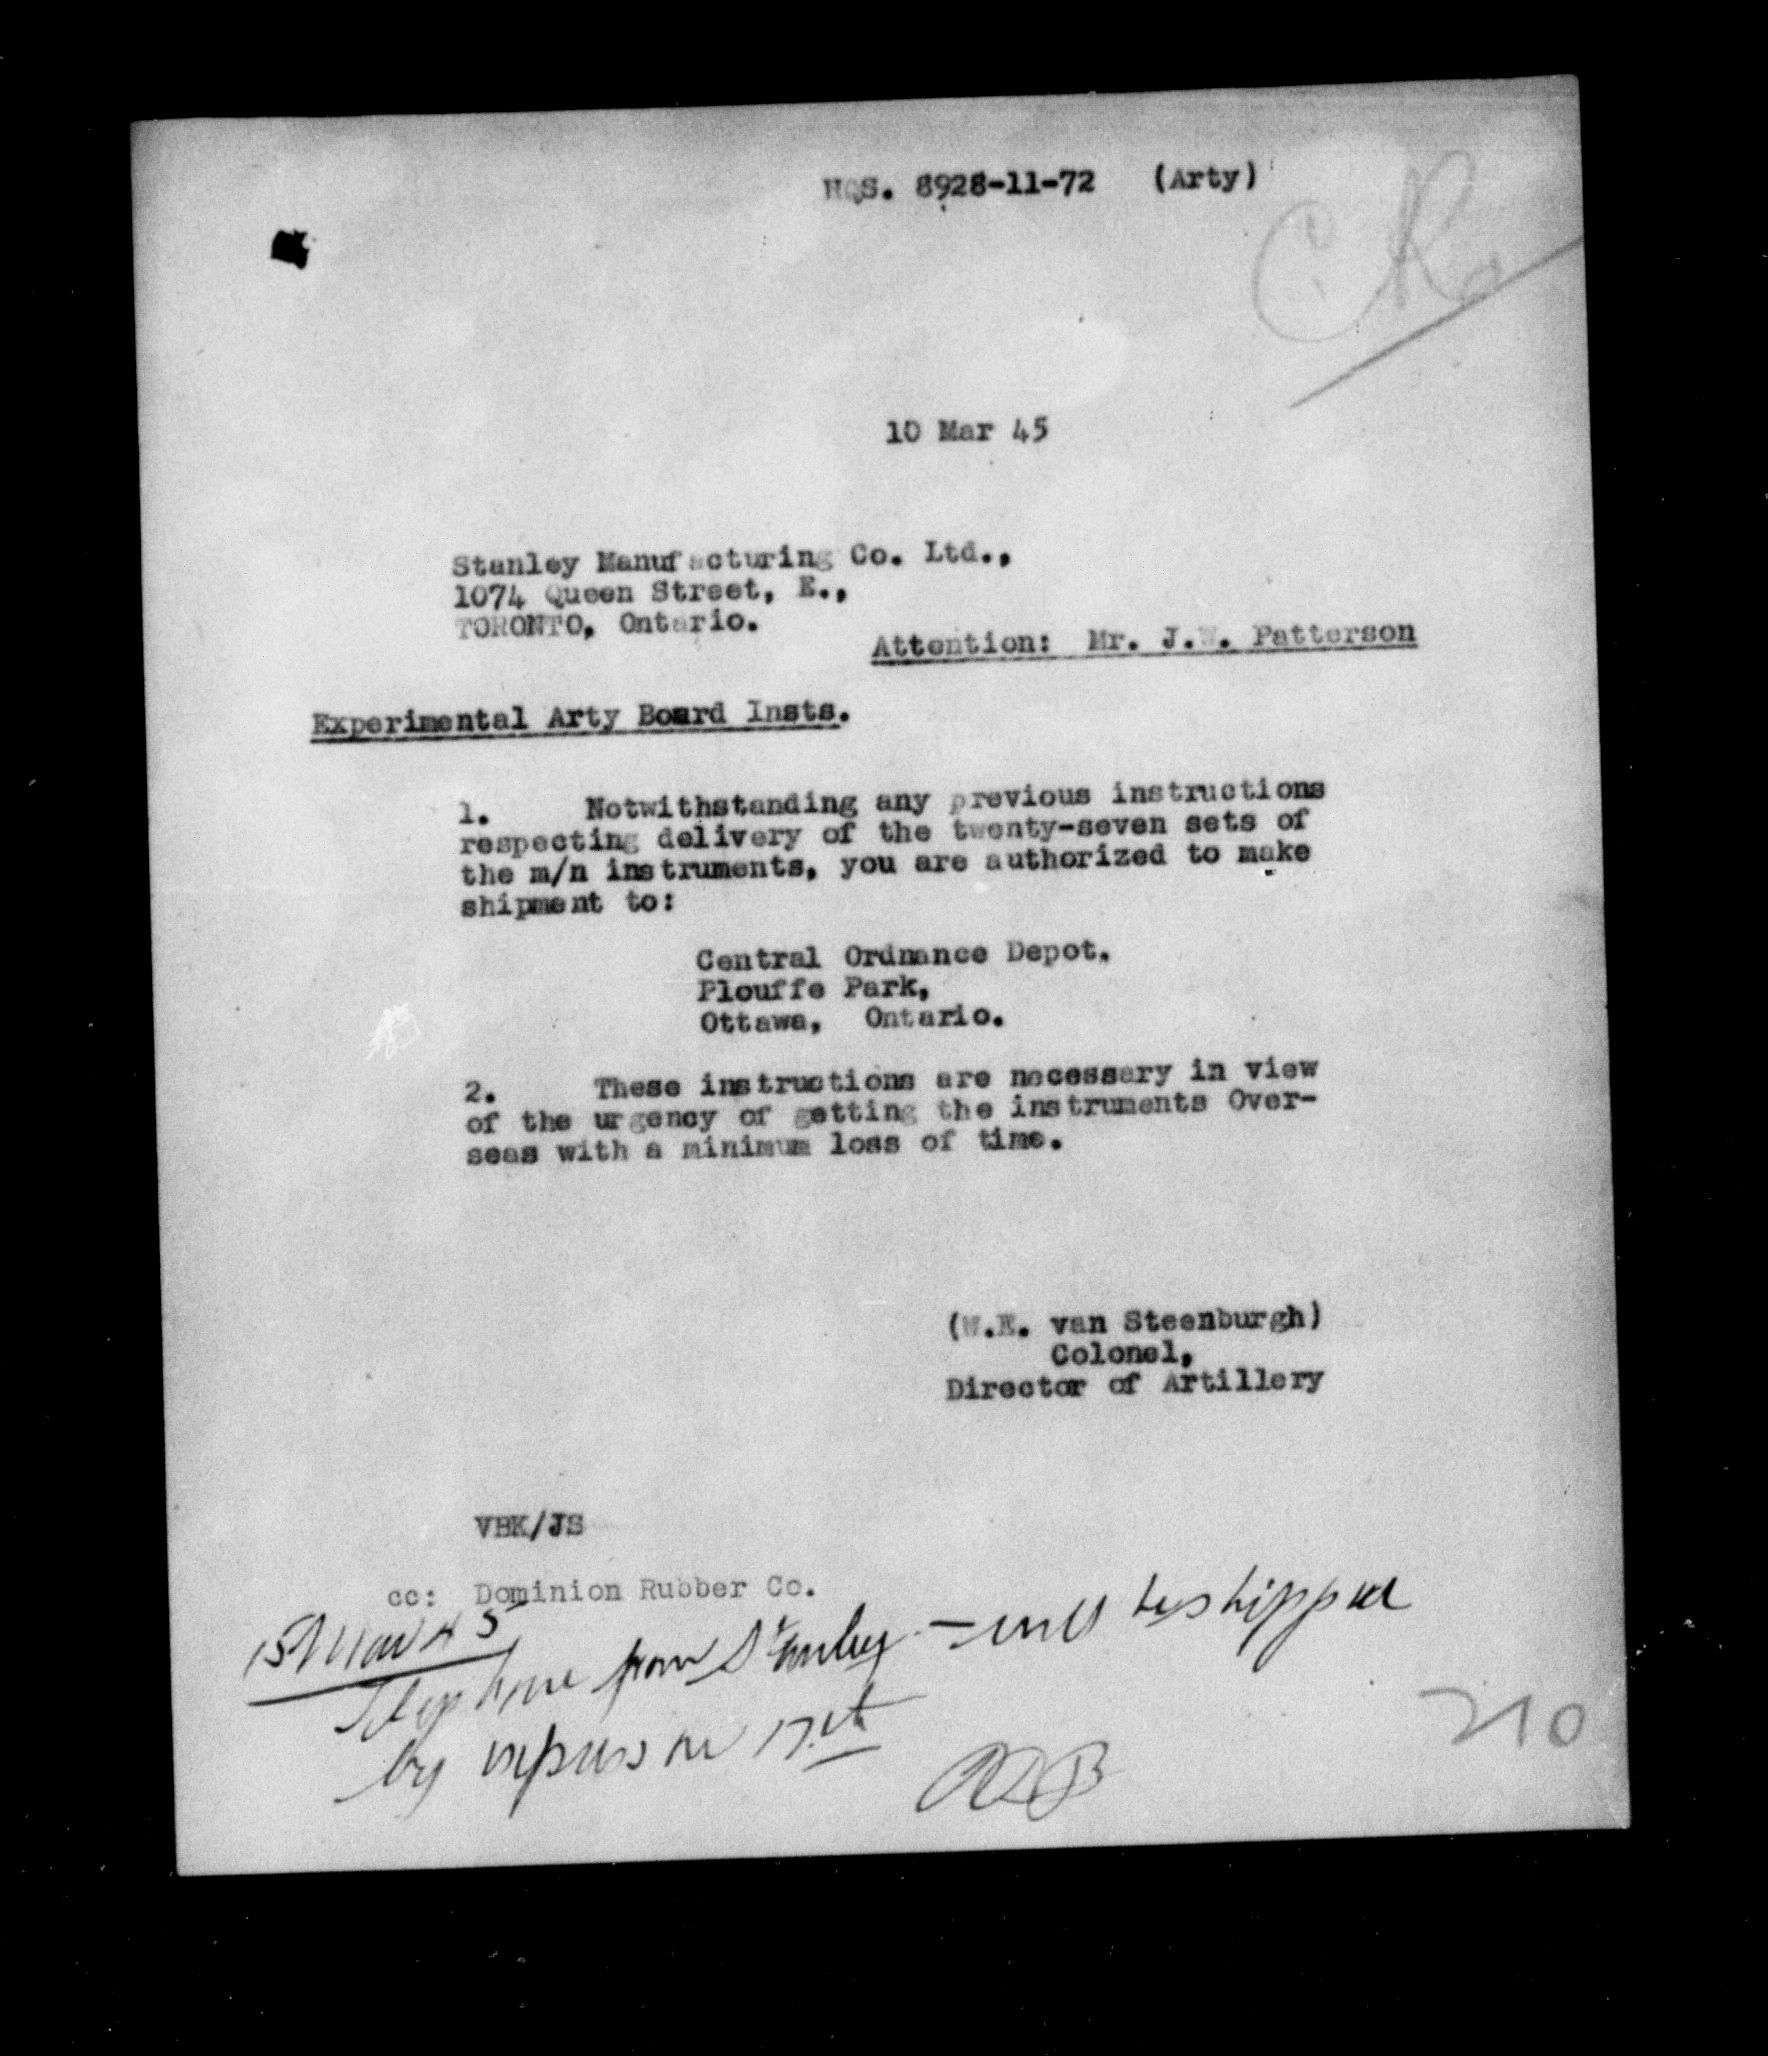 HQS. 8928-11-72 (Arty)
10 Mar 45
Stanley Manufacturing Co. Ltd.,
1074 Queen Street, E.,
TORONTO, Ontario.
Attention: Mr. J.W. Patterson
Experimental Arty Board Insts.
1. Notwithstanding any previous instructions
respecting delivery of the twenty-seven sets of
the m/n instruments, you are authorized to make
shipment to:
Central Ordnance Depot.
Plouffe Park,
Ottawa, Ontario.
2. These instructions are necessary in view
of the urgency of getting the instruments Over-
seas with a minimum loss of time.
(W.E. van Steenburgh)
Colonel,
Director of Artillery
VBK/JS
cc: Dominion Rubber Co.
15 Mar 45
Telephone from Stanley - will be shipped
by express on 17th
210